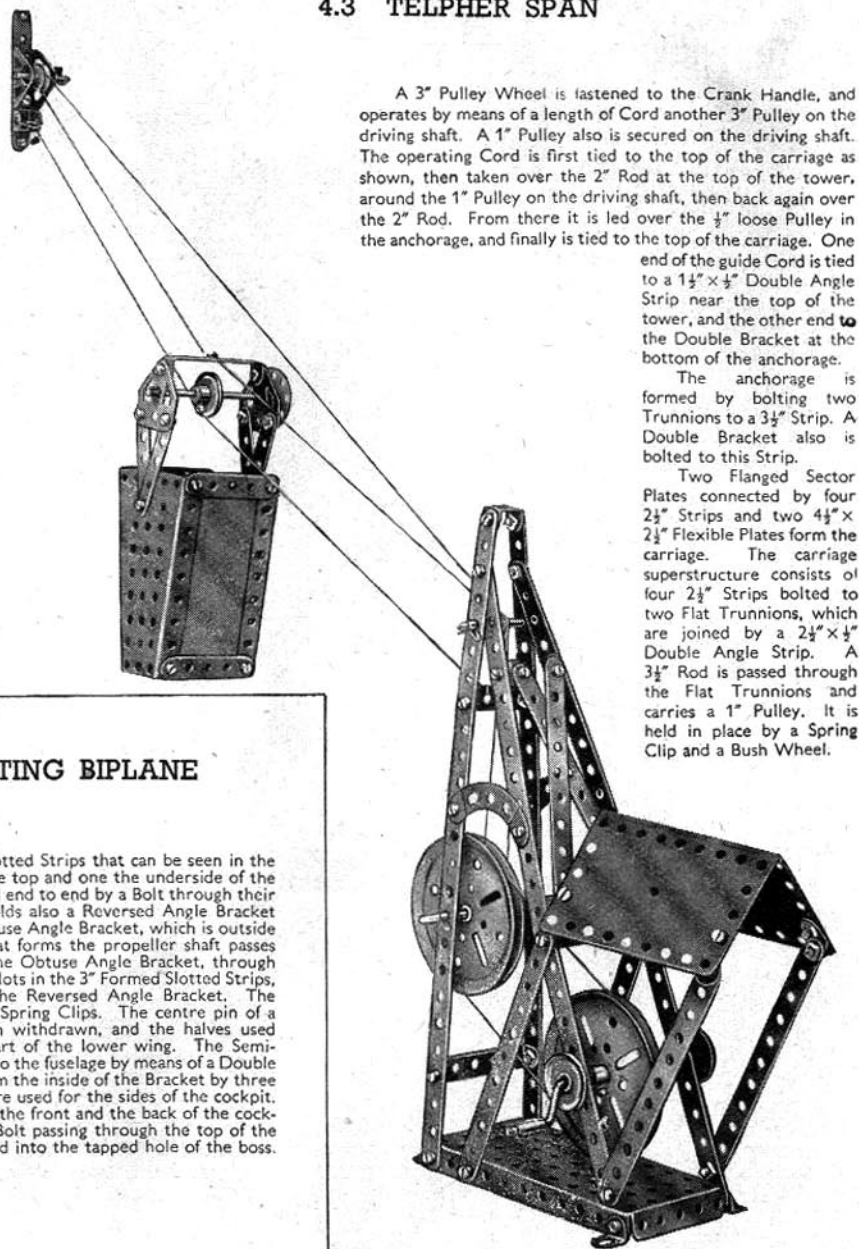 4.3 TELPHER SPAN
A 3" Pulley Wheel is fastened to the Crank Handle, and
operates by means of a length of Cord another 3" Pulley on the
driving shaft. A 1" Pulley also is secured on the driving shaft.
The operating Cord is first tied to the top of the carriage as
shown, then taken over the 2" Rod at the top of the tower,
around the 1" Pulley on the driving shaft, then back again over
the 2" Rod. From there it is led over the ½" loose Pulley in
the anchorage, and finally is tied to the top of the carriage. One
end of the guide Cord is tied
to a 1½" × ½" Double Angle
Strip near the top of the
tower, and the other end to
the Double Bracket at the
bottom of the anchorage.
The anchorage is
formed by bolting two
Trunnions to a 3½" Strip. A
Double Bracket also is
bolted to this Strip.
Two Flanged Sector
Plates connected by four
2½" Strips and two 4½" ×
2½" Flexible Plates form the
carriage. The carriage
superstructure consists of
four 2½" Strips bolted to
two Flat Trunnions, which
are joined by a 2½" × ½"
Double Angle Strip. A
3½" Rod is passed through
the Flat Trunnions and
carries a 1" Pulley. It is
held in place by a Spring
Clip and a Bush Wheel.
TING BIPLANE
otted Strips that can be seen in the
e top and one the underside of the
end to end by a Bolt through their
lds also a Reversed Angle Bracket
use Angle Bracket, which is outside
at forms the propeller shaft passes
he Obtuse Angle Bracket, through
lots in the 3" Formed Slotted Strips,
he Reversed Angle Bracket. The
Spring Clips. The centre pin of a
n withdrawn, and the halves used
art of the lower wing. The Semi-
o the fuselage by means of a Double
m the inside of the Bracket by three
re used for the sides of the cockpit.
the front and the back of the cock-
Bolt passing through the top of the
d into the tapped hole of the boss.